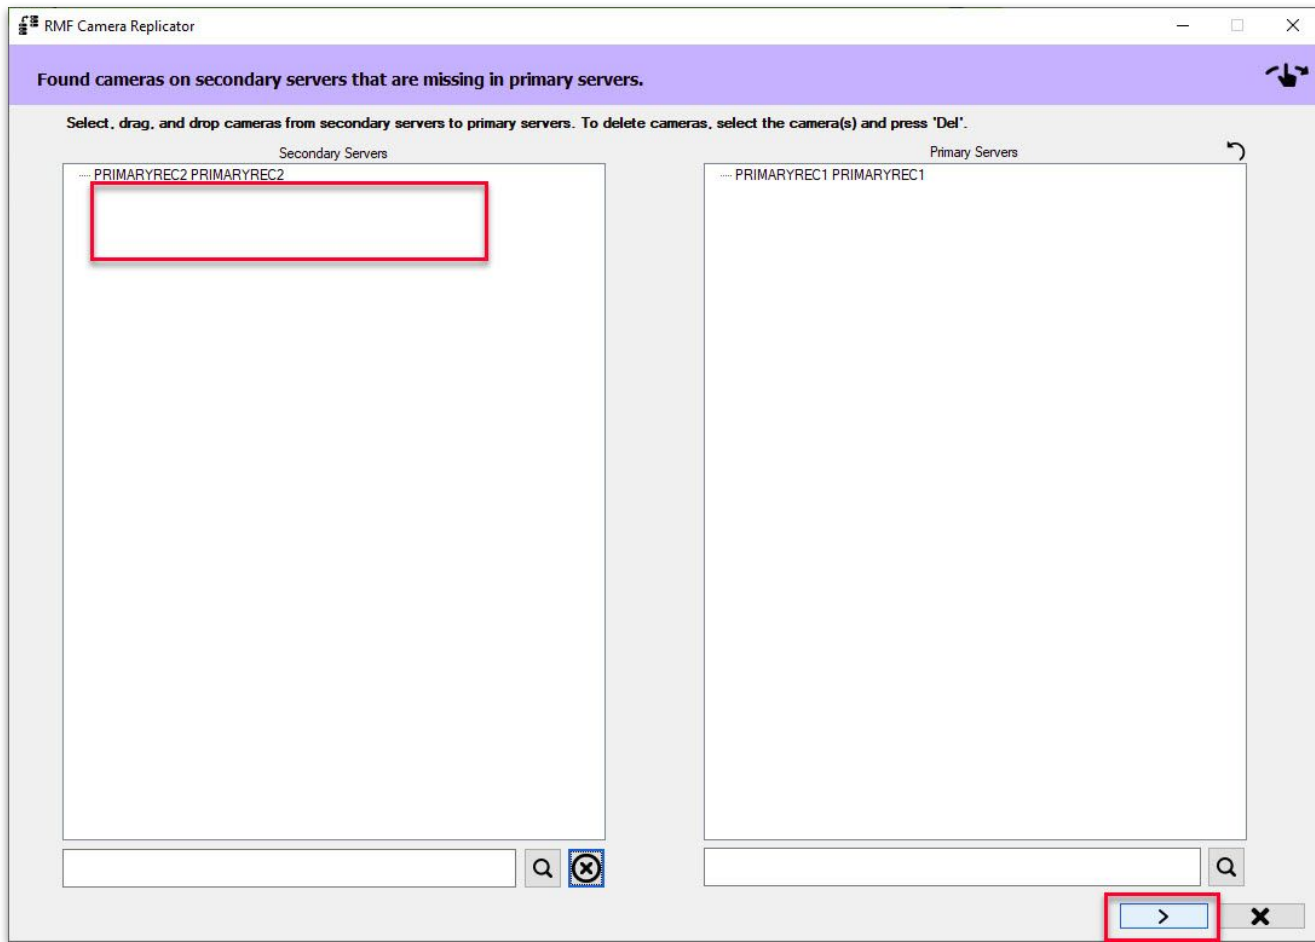 RMF Camera Replicator
Found cameras on secondary servers that are missing in primary servers.
Select, drag, and drop cameras from secondary servers to primary servers. To delete cameras, select the camera(s) and press 'Del'.
Secondary Servers
Primary Servers
PRIMARYREC2 PRIMARYREC2
PRIMARYREC1 PRIMARYREC1